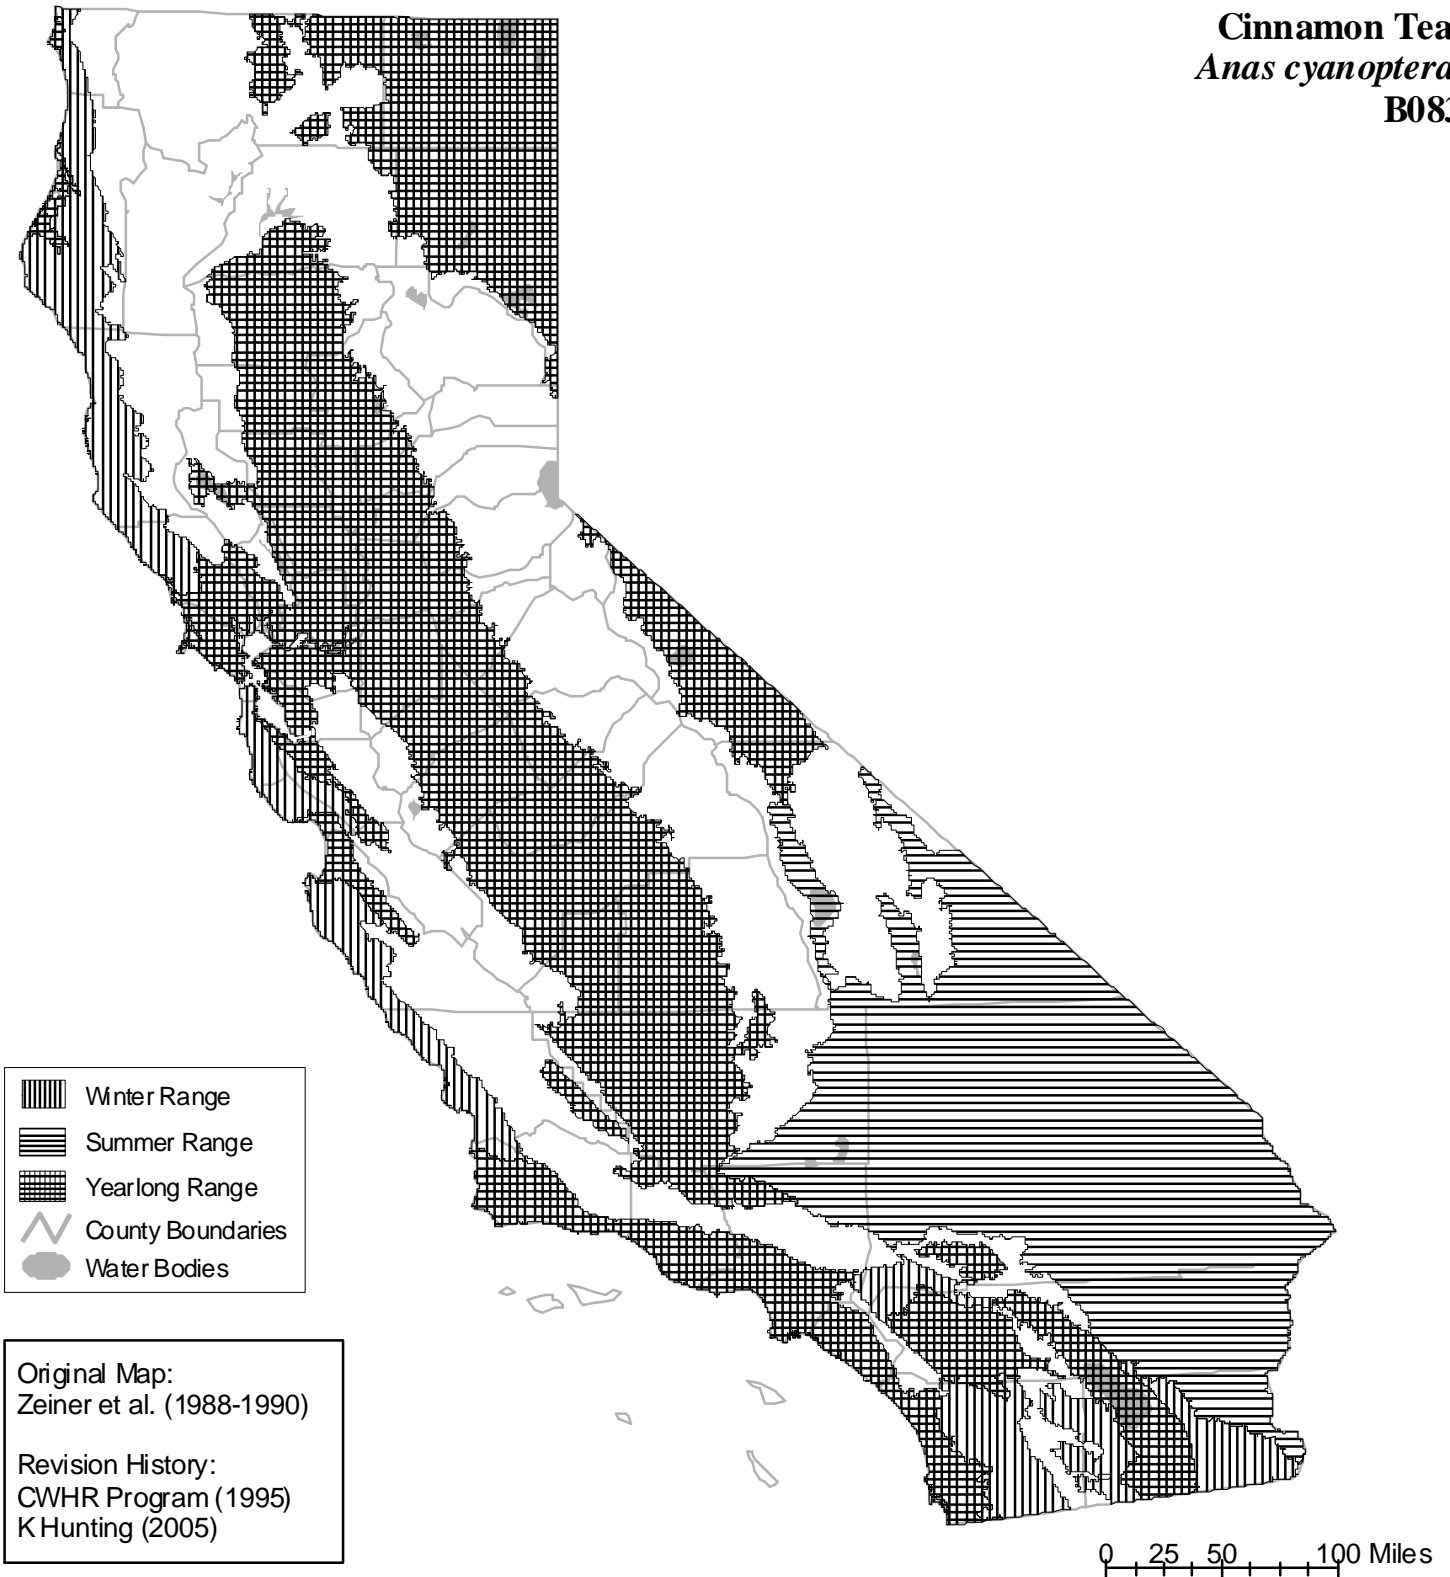 Cinnamon Tea
Anas cyanoptera
B083
Winter Range
Summer Range
Yearlong Range
County Boundaries
Water Bodies
Original Map:
Zeiner et al. (1988-1990)
Revision History:
CWHR Program (1995)
K Hunting (2005)
0 25 50 100 Miles